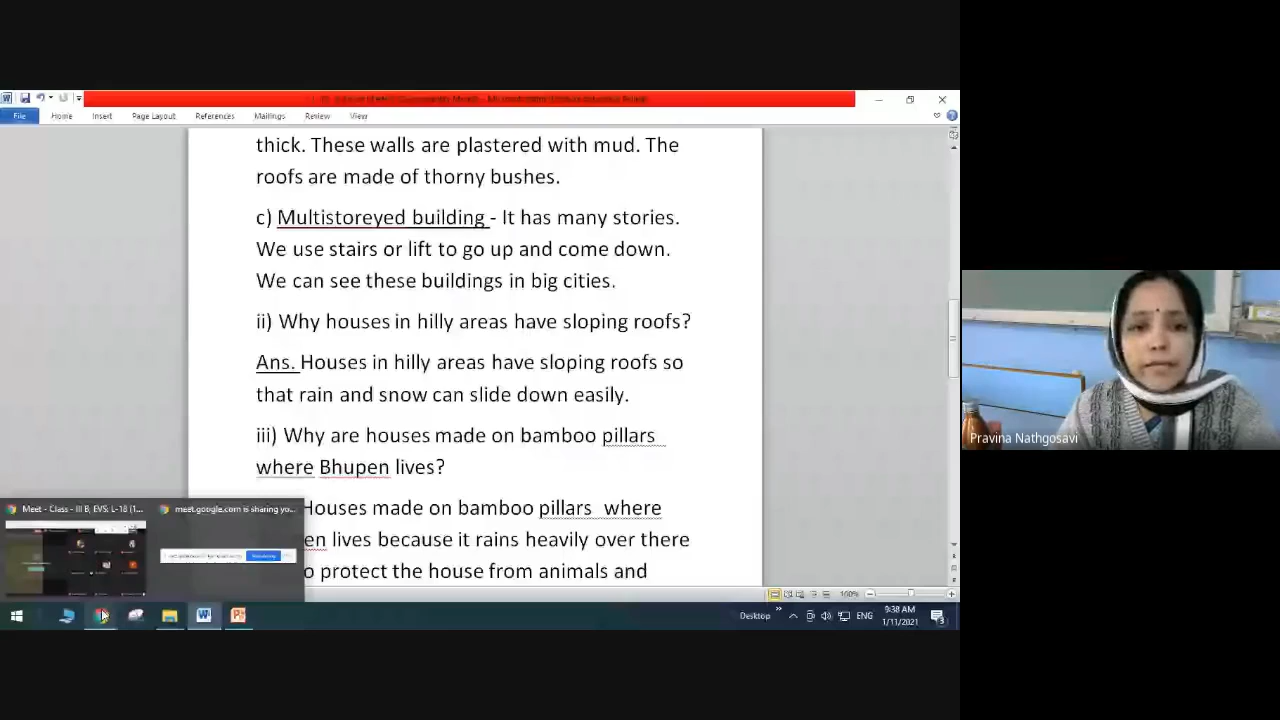 File Home Insert Page Layout References Mailings Review View
thick. These walls are plastered with mud. The
roofs are made of thorny bushes.
c) Multistoreyed building - It has many stories.
We use stairs or lift to go up and come down.
We can see these buildings in big cities.
ii) Why houses in hilly areas have sloping roofs?
Ans. Houses in hilly areas have sloping roofs so
that rain and snow can slide down easily.
iii) Why are houses made on bamboo pillars
where Bhupen lives?
Houses made on bamboo pillars where
en lives because it rains heavily over there
o protect the house from animals and
Meet - Class - III B, EVS: L-18 (1...
meet.google.com is sharing yo...
100%
Desktop
ENG
9:38 AM
1/11/2021
Pravina Nathgosavi